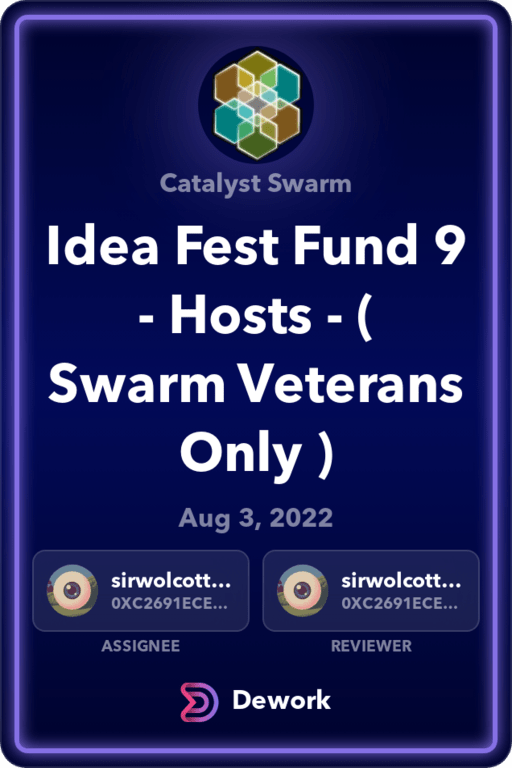 Catalyst Swarm
Idea Fest Fund 9
- Hosts - (
Swarm Veterans
Only )
Aug 3, 2022
sirwolcott...
0XC2691ECE...
sirwolcott...
0XC2691ECE...
ASSIGNEE
REVIEWER
Dework